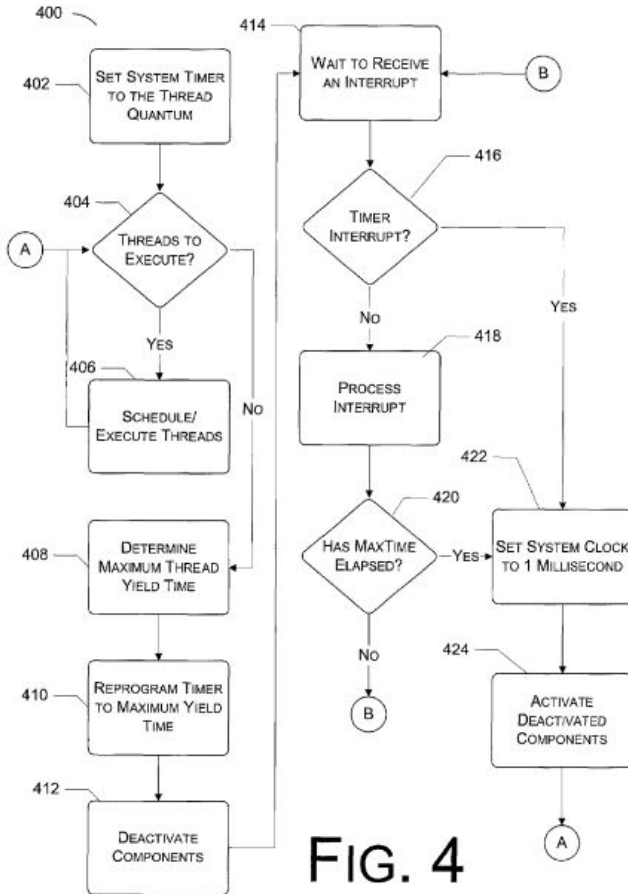 400
402
SET SYSTEM TIMER
TO THE THREAD
QUANTUM
404
A
THREADS TO
EXECUTE?
YES
NO
406
SCHEDULE/
EXECUTE THREADS
408
DETERMINE
MAXIMUM THREAD
YIELD TIME
410
REPROGRAM TIMER
TO MAXIMUM YIELD
TIME
412
DEACTIVATE
COMPONENTS
414
WAIT TO RECEIVE
AN INTERRUPT
B
416
TIMER
INTERRUPT?
YES
NO
418
PROCESS
INTERRUPT
420
HAS MAXTIME
ELAPSED?
YES
NO
B
422
SET SYSTEM CLOCK
TO 1 MILLISECOND
424
ACTIVATE
DEACTIVATED
COMPONENTS
A
FIG. 4